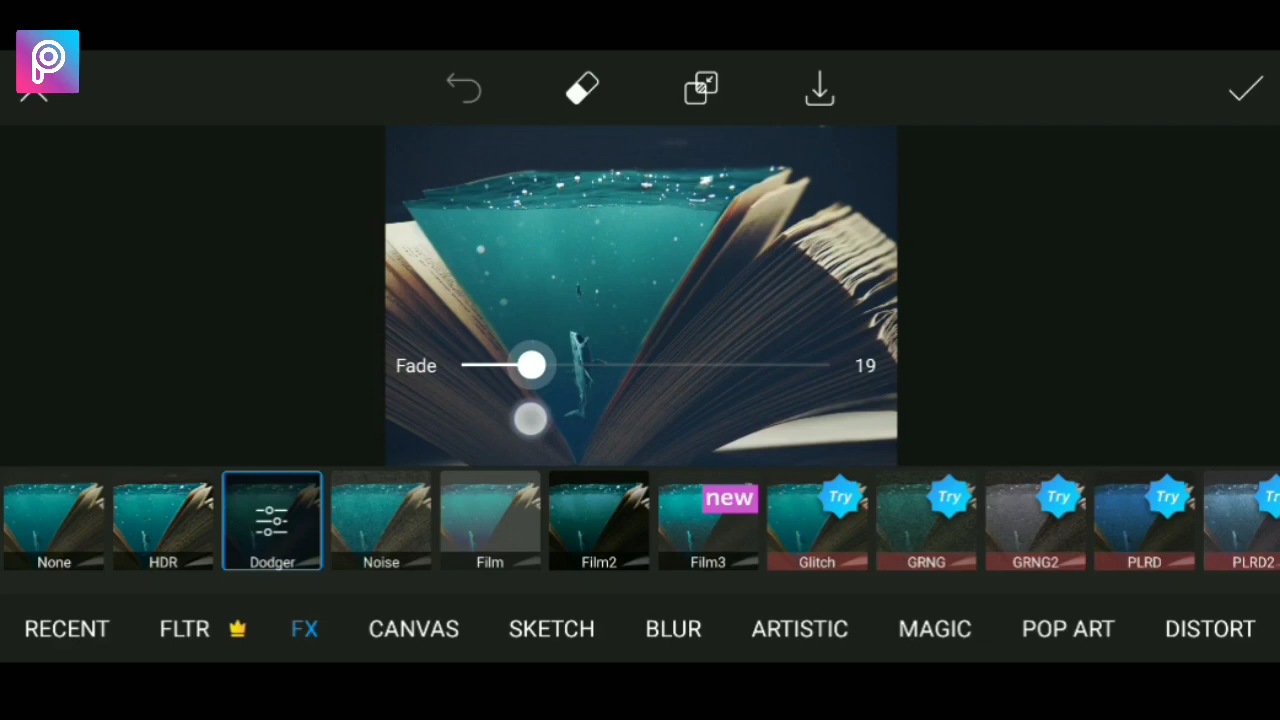 Fade 19
None HDR Dodger Noise Film Film2 Film3 new Glitch Try GRNG Try GRNG2 Try PLRD Try PLRD2
RECENT FLTR FX CANVAS SKETCH BLUR ARTISTIC MAGIC POP ART DISTORT